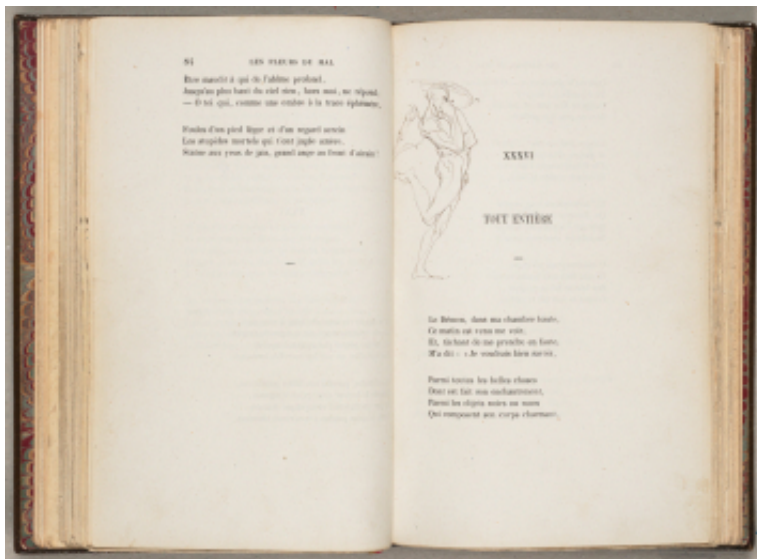 84 LES FLEURS DU MAL.
Être maudit à qui de l'abîme profond,
Jusqu'au plus haut du ciel rien, hors moi, ne répond.
— O toi qui, comme une ombre à la trace éphémère,
Foules d'un pied léger et d'un regard serein
Les stupides mortels qui t'ont jugée amère,
Statue aux yeux de jais, grand ange au front d'airain!
XXXVI
TOUT ENTIÈRE
Le Démon, dans ma chambre haute,
Ce matin est venu me voir,
Et, tâchant de me prendre en faute,
M'a dit : « Je voudrais bien savoir,
Parmi toutes les belles choses
Dont est fait son enchantement,
Parmi les objets noirs ou roses
Qui composent son corps charmant,